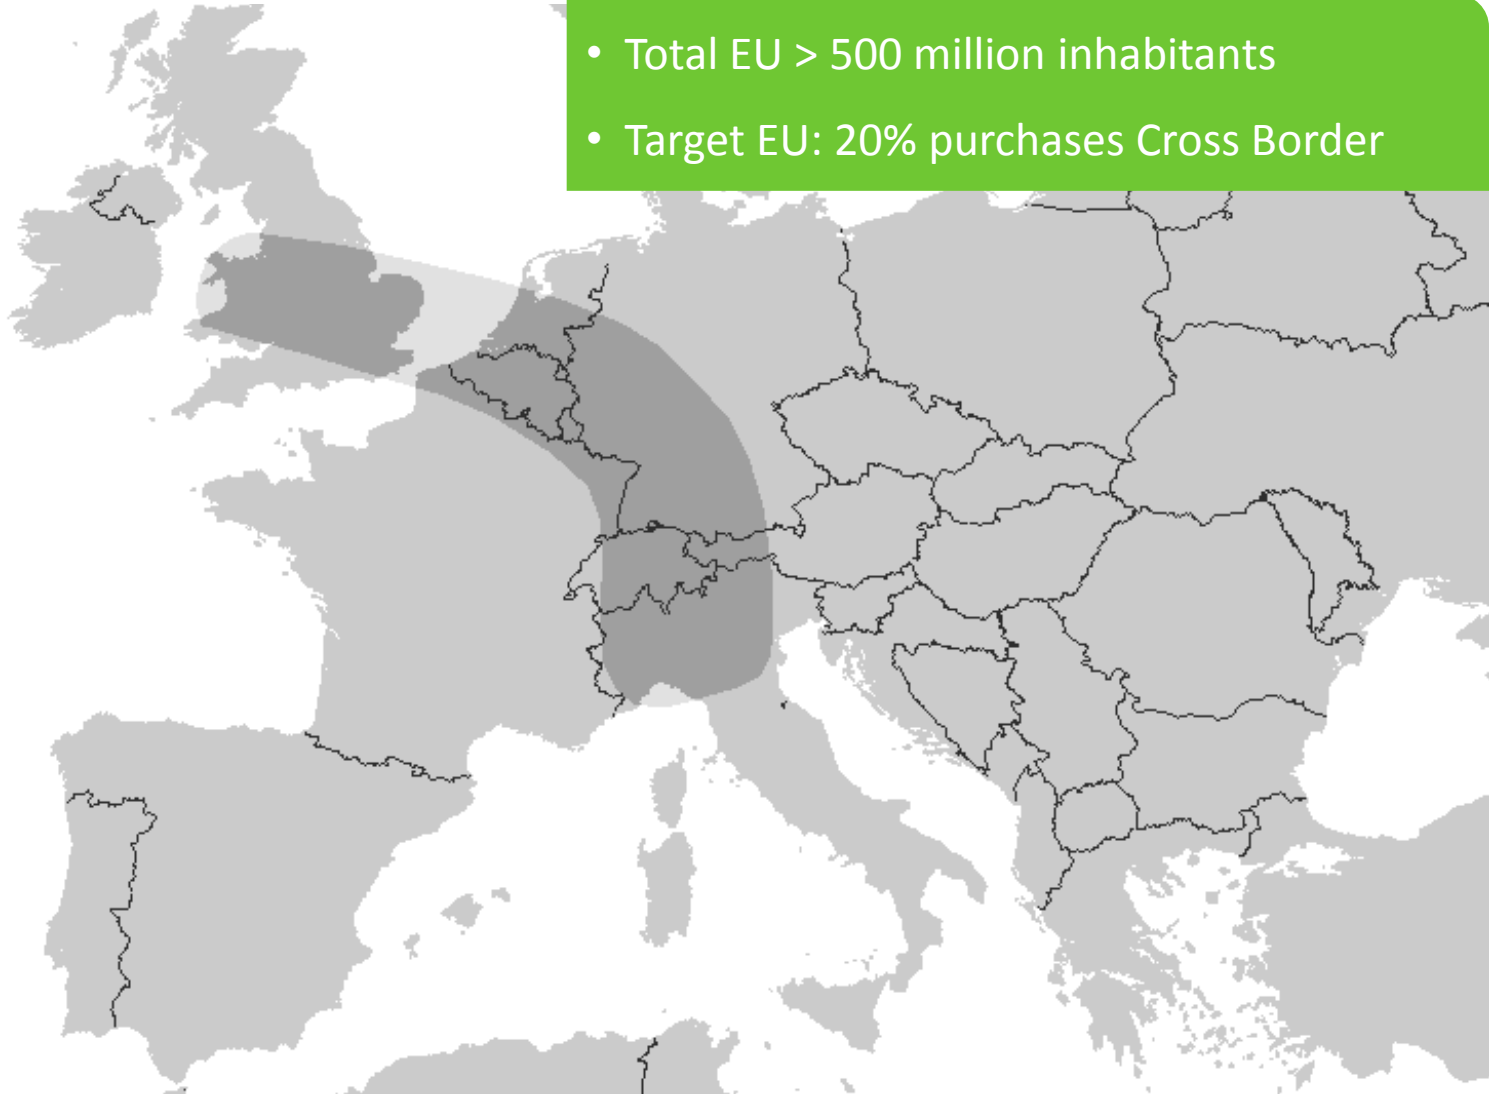 • Total EU > 500 million inhabitants
• Target EU: 20% purchases Cross Border